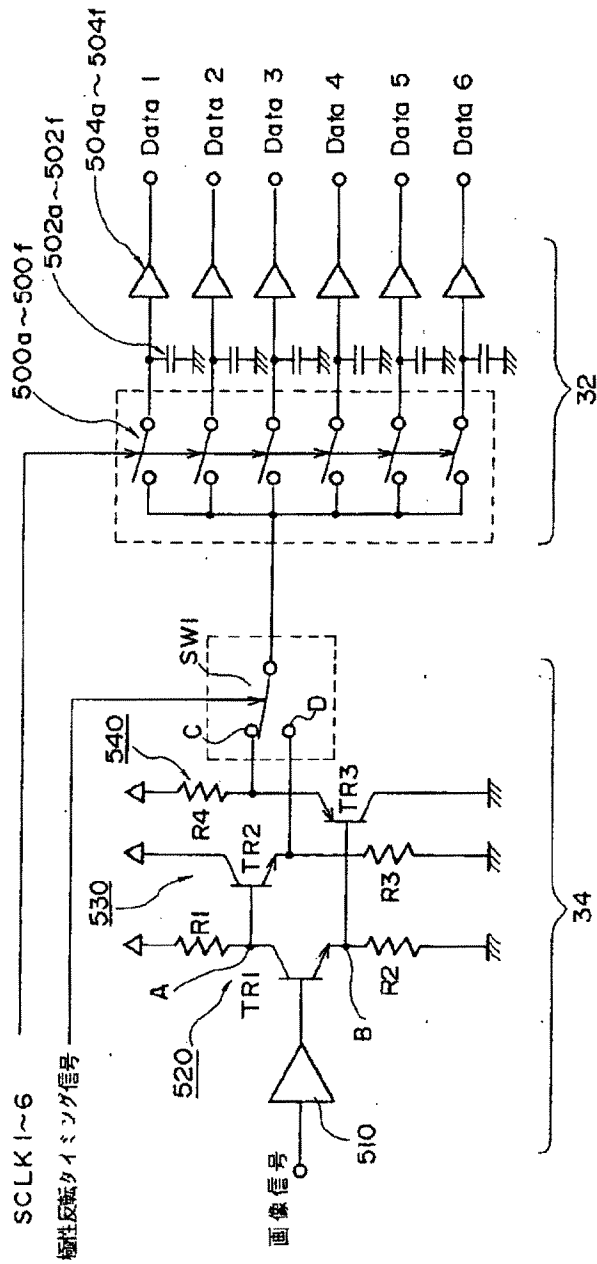 SCLK1~6
極性反転タイミング信号
画像信号
510
520
TR1
A
B
R1
R2
530
TR2
R3
540
R4
TR3
C
D
SW1
34
500a~500f
502a~502f
504a~504f
Data 1
Data 2
Data 3
Data 4
Data 5
Data 6
32